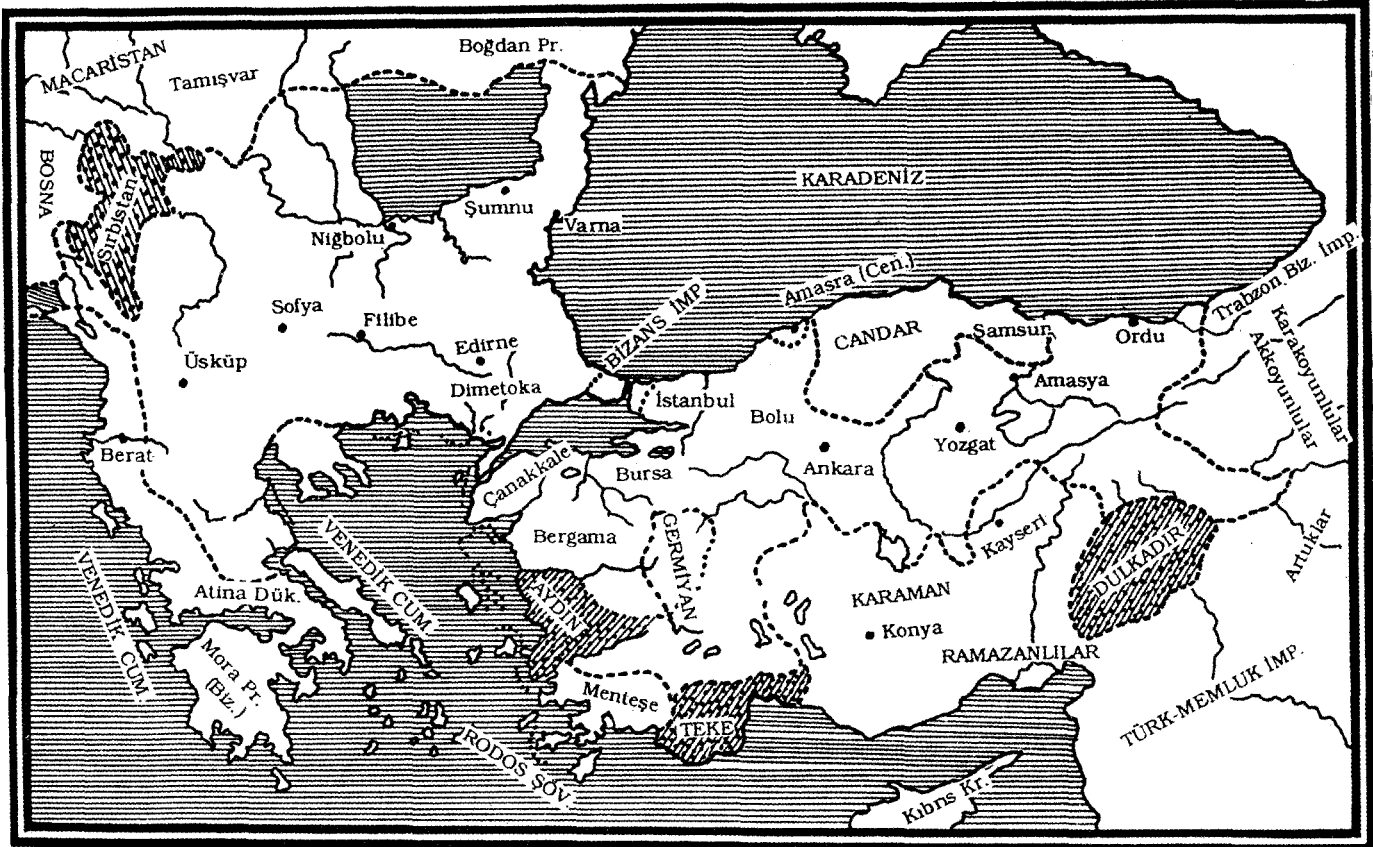 MACARİSTAN
Tamışvar
Boğdan Pr.
BOSNA
Sırbistan
Niğbolu
Şumnu
Varna
KARADENİZ
Sofya
Filibe
Üsküp
Edirne
Dimetoka
BİZANS İMP.
Amasra (Cen.)
CANDAR
Samsun
Ordu
Trabzon Biz. İmp.
Karakoyunlular
Akkoyunlular
İstanbul
Bolu
Amasya
Yozgat
Ankara
Berat
Çanakkale
Bursa
Bergama
GERMİYAN
Kayseri
DULKADIR
Artuklar
VENEDİK CUM.
VENEDİK CUM.
Atina Dük.
AYDIN
KARAMAN
Konya
RAMAZANLILAR
Mora Pr.
(Biz.)
Menteşe
TEKE
RODOS ŞÖV.
TÜRK-MEMLUK İMP.
Kıbrıs Kr.